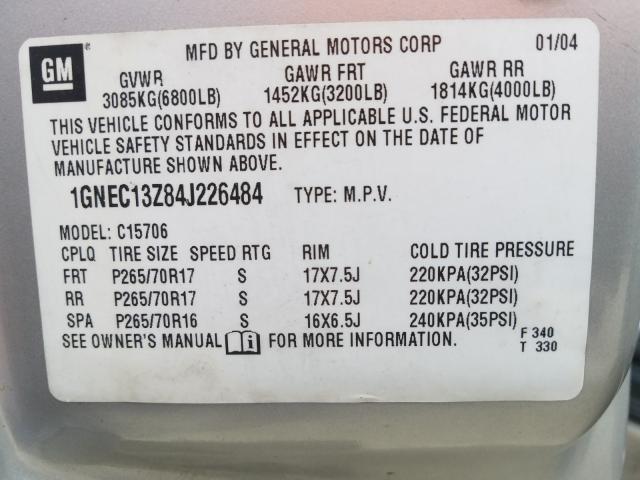 GM
MFD BY GENERAL MOTORS CORP 01/04
GVWR GAWR FRT GAWR RR
3085KG(6800LB) 1452KG(3200LB) 1814KG(4000LB)
THIS VEHICLE CONFORMS TO ALL APPLICABLE U.S. FEDERAL MOTOR
VEHICLE SAFETY STANDARDS IN EFFECT ON THE DATE OF
MANUFACTURE SHOWN ABOVE.
1GNEC13Z84J226484 TYPE: M.P.V.
MODEL: C15706
CPLQ TIRE SIZE SPEED RTG RIM COLD TIRE PRESSURE
FRT P265/70R17 S 17X7.5J 220KPA(32PSI)
RR P265/70R17 S 17X7.5J 220KPA(32PSI)
SPA P265/70R16 S 16X6.5J 240KPA(35PSI)
SEE OWNER'S MANUAL i FOR MORE INFORMATION. F 340
T 330